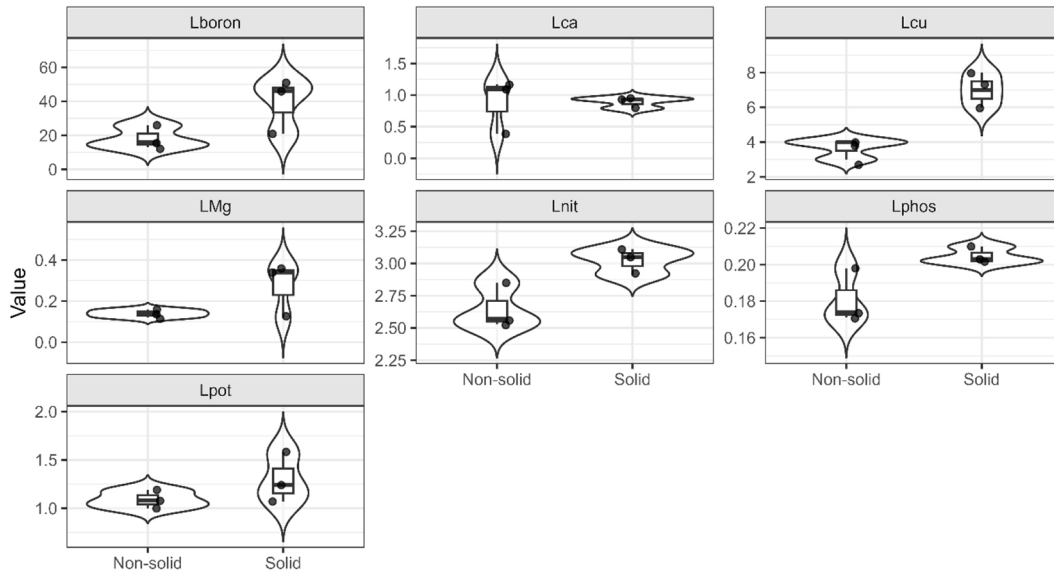 Lboron
Lca
Lcu
60
40
20
0
1.5
1.0
0.5
0.0
8
6
4
2
LMg
Lnit
Lphos
0.4
0.2
0.0
3.25
3.00
2.75
2.50
2.25
0.22
0.20
0.18
0.16
Value
Non-solid
Solid
Non-solid
Solid
Lpot
2.0
1.5
1.0
Non-solid
Solid